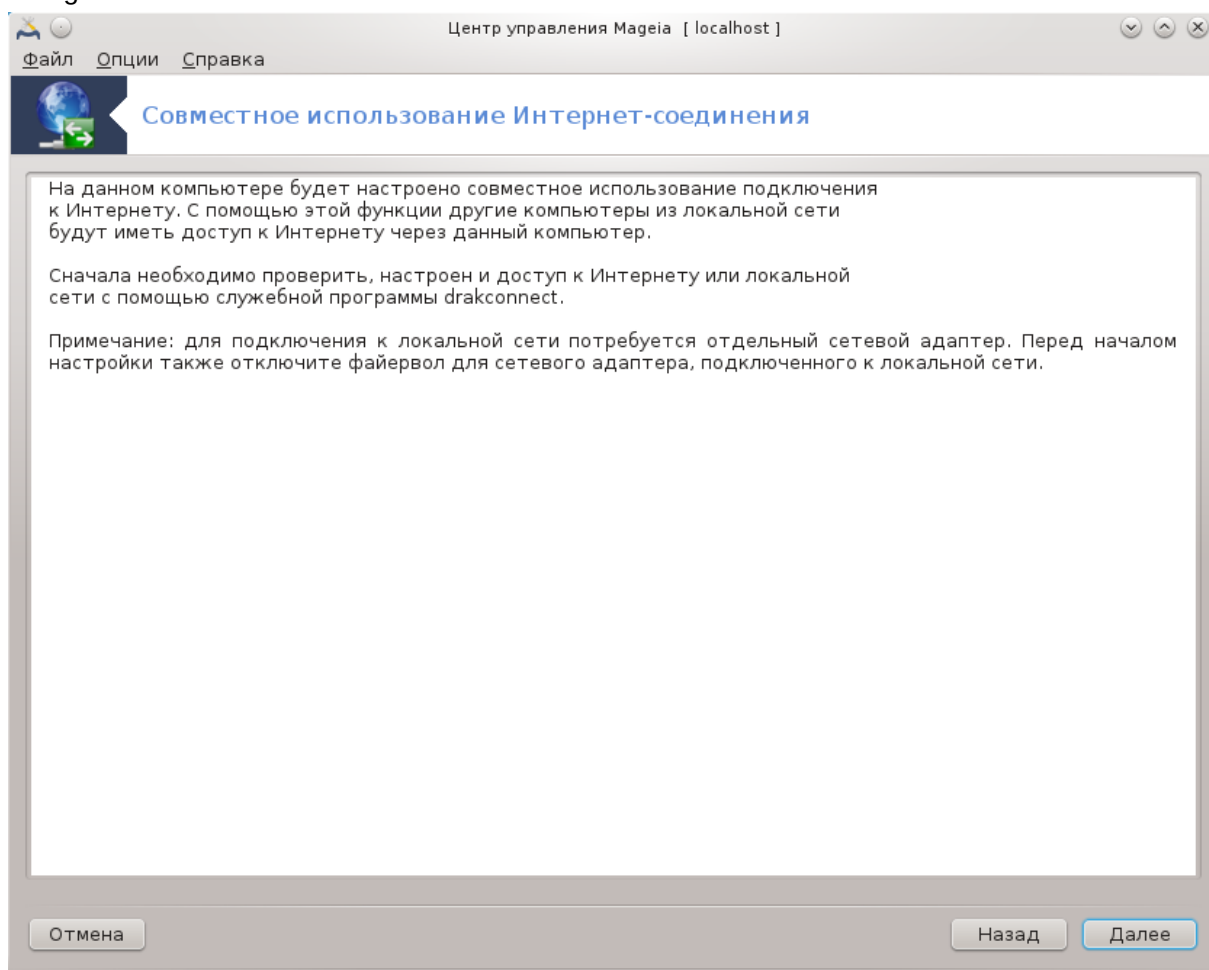 Центр управления Mageia [ localhost ]
Файл Опции Справка
Совместное использование Интернет-соединения
На данном компьютере будет настроено совместное использование подключения
к Интернету. С помощью этой функции другие компьютеры из локальной сети
будут иметь доступ к Интернету через данный компьютер.
Сначала необходимо проверить, настроен и доступ к Интернету или локальной
сети с помощью служебной программы drakconnect.
Примечание: для подключения к локальной сети потребуется отдельный сетевой адаптер. Перед началом
настройки также отключите файервол для сетевого адаптера, подключенного к локальной сети.
Отмена Назад Далее